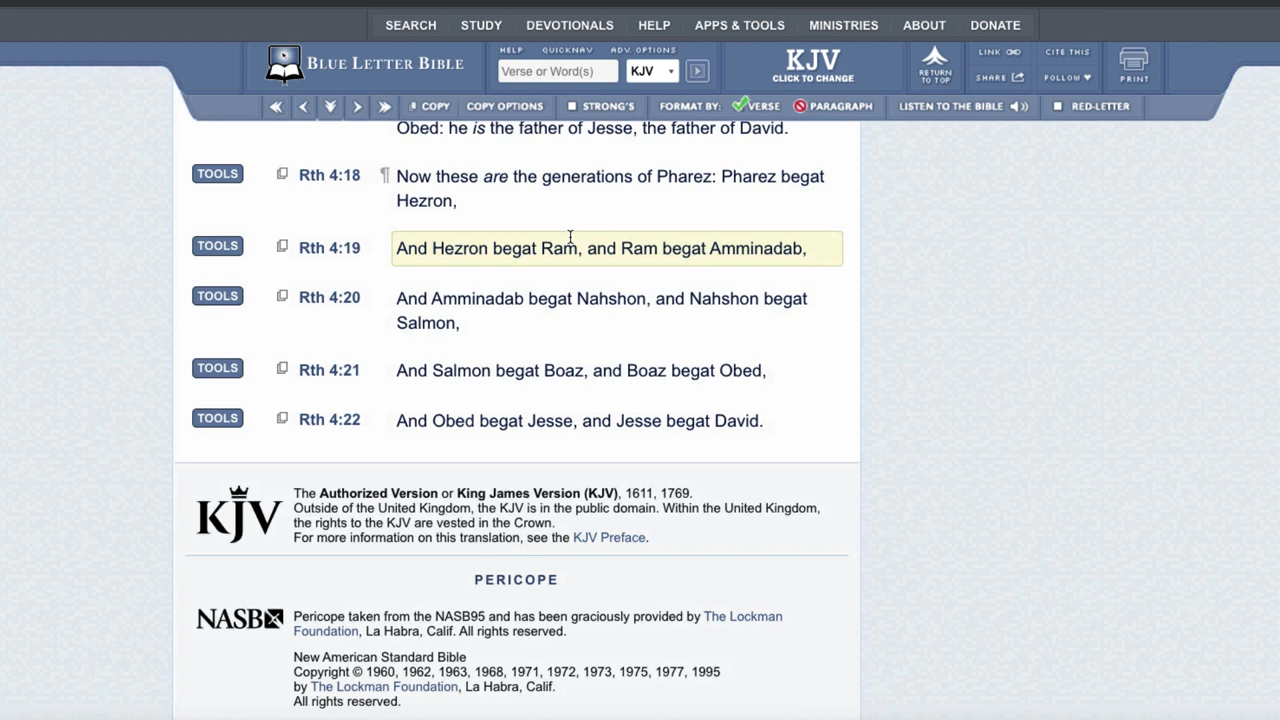 SEARCH STUDY DEVOTIONALS HELP APPS & TOOLS MINISTRIES ABOUT DONATE
BLUE LETTER BIBLE
HELP QUICKNAV ADV. OPTIONS
Verse or Word(s) KJV
KJV
CLICK TO CHANGE
RETURN
TO TOP
LINK
SHARE
CITE THIS
FOLLOW
PRINT
COPY COPY OPTIONS STRONG'S FORMAT BY: VERSE PARAGRAPH LISTEN TO THE BIBLE RED-LETTER
Obed: he is the father of Jesse, the father of David.
TOOLS Rth 4:18 ¶ Now these are the generations of Pharez: Pharez begat
Hezron,
TOOLS Rth 4:19 And Hezron begat Ram, and Ram begat Amminadab,
TOOLS Rth 4:20 And Amminadab begat Nahshon, and Nahshon begat
Salmon,
TOOLS Rth 4:21 And Salmon begat Boaz, and Boaz begat Obed,
TOOLS Rth 4:22 And Obed begat Jesse, and Jesse begat David.
KJV
The Authorized Version or King James Version (KJV), 1611, 1769.
Outside of the United Kingdom, the KJV is in the public domain. Within the United Kingdom,
the rights to the KJV are vested in the Crown.
For more information on this translation, see the KJV Preface.
PERICOPE
NASB
Pericope taken from the NASB95 and has been graciously provided by The Lockman
Foundation, La Habra, Calif. All rights reserved.
New American Standard Bible
Copyright © 1960, 1962, 1963, 1968, 1971, 1972, 1973, 1975, 1977, 1995
by The Lockman Foundation, La Habra, Calif.
All rights reserved.